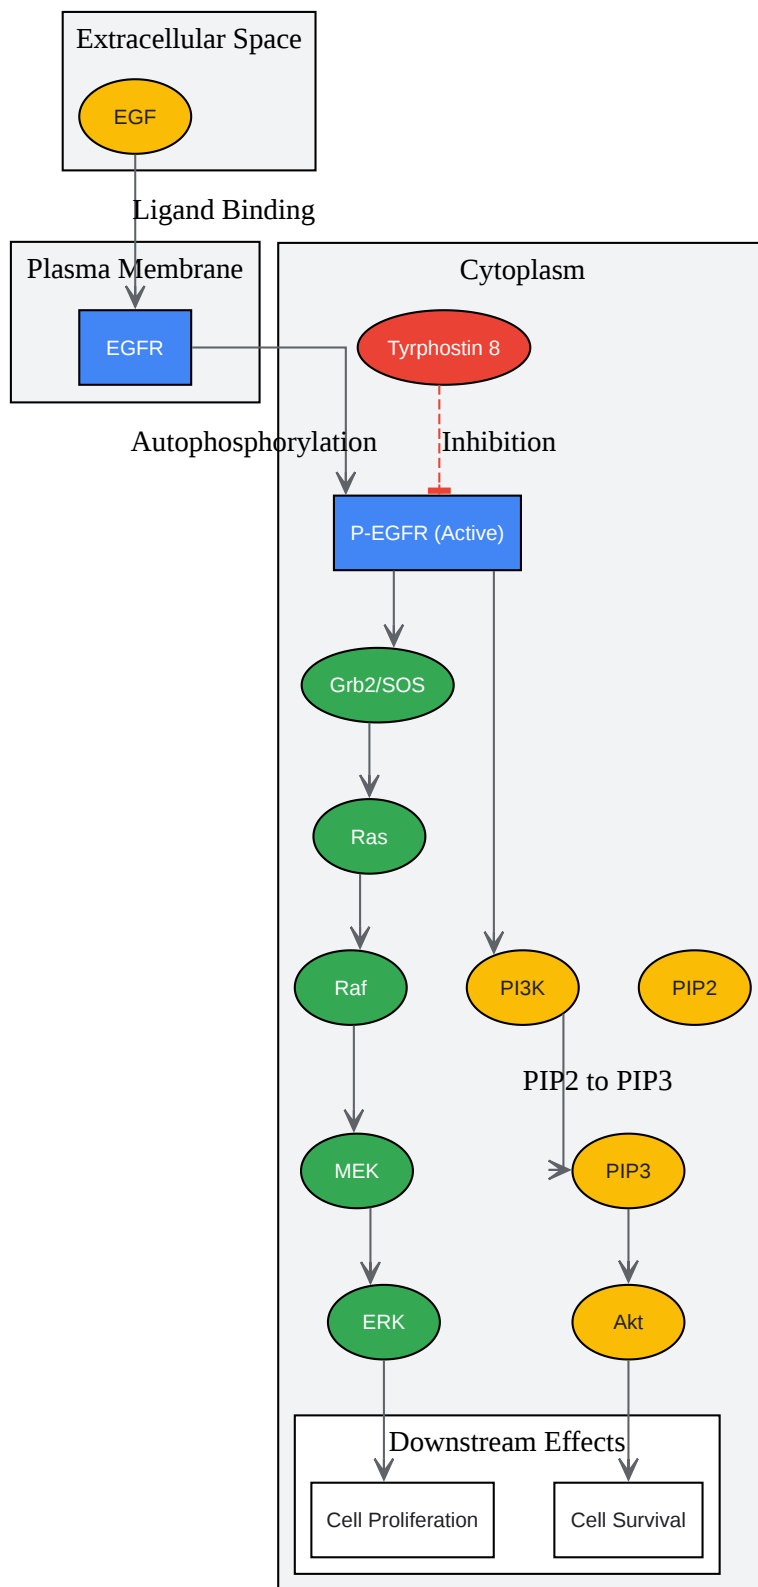 Extracellular Space
EGF
Ligand Binding
Plasma Membrane
Cytoplasm
EGFR
Tyrphostin 8
Autophosphorylation
Inhibition
P-EGFR (Active)
Grb2/SOS
Ras
Raf
PI3K
PIP2
PIP2 to PIP3
MEK
PIP3
ERK
Akt
Downstream Effects
Cell Proliferation
Cell Survival